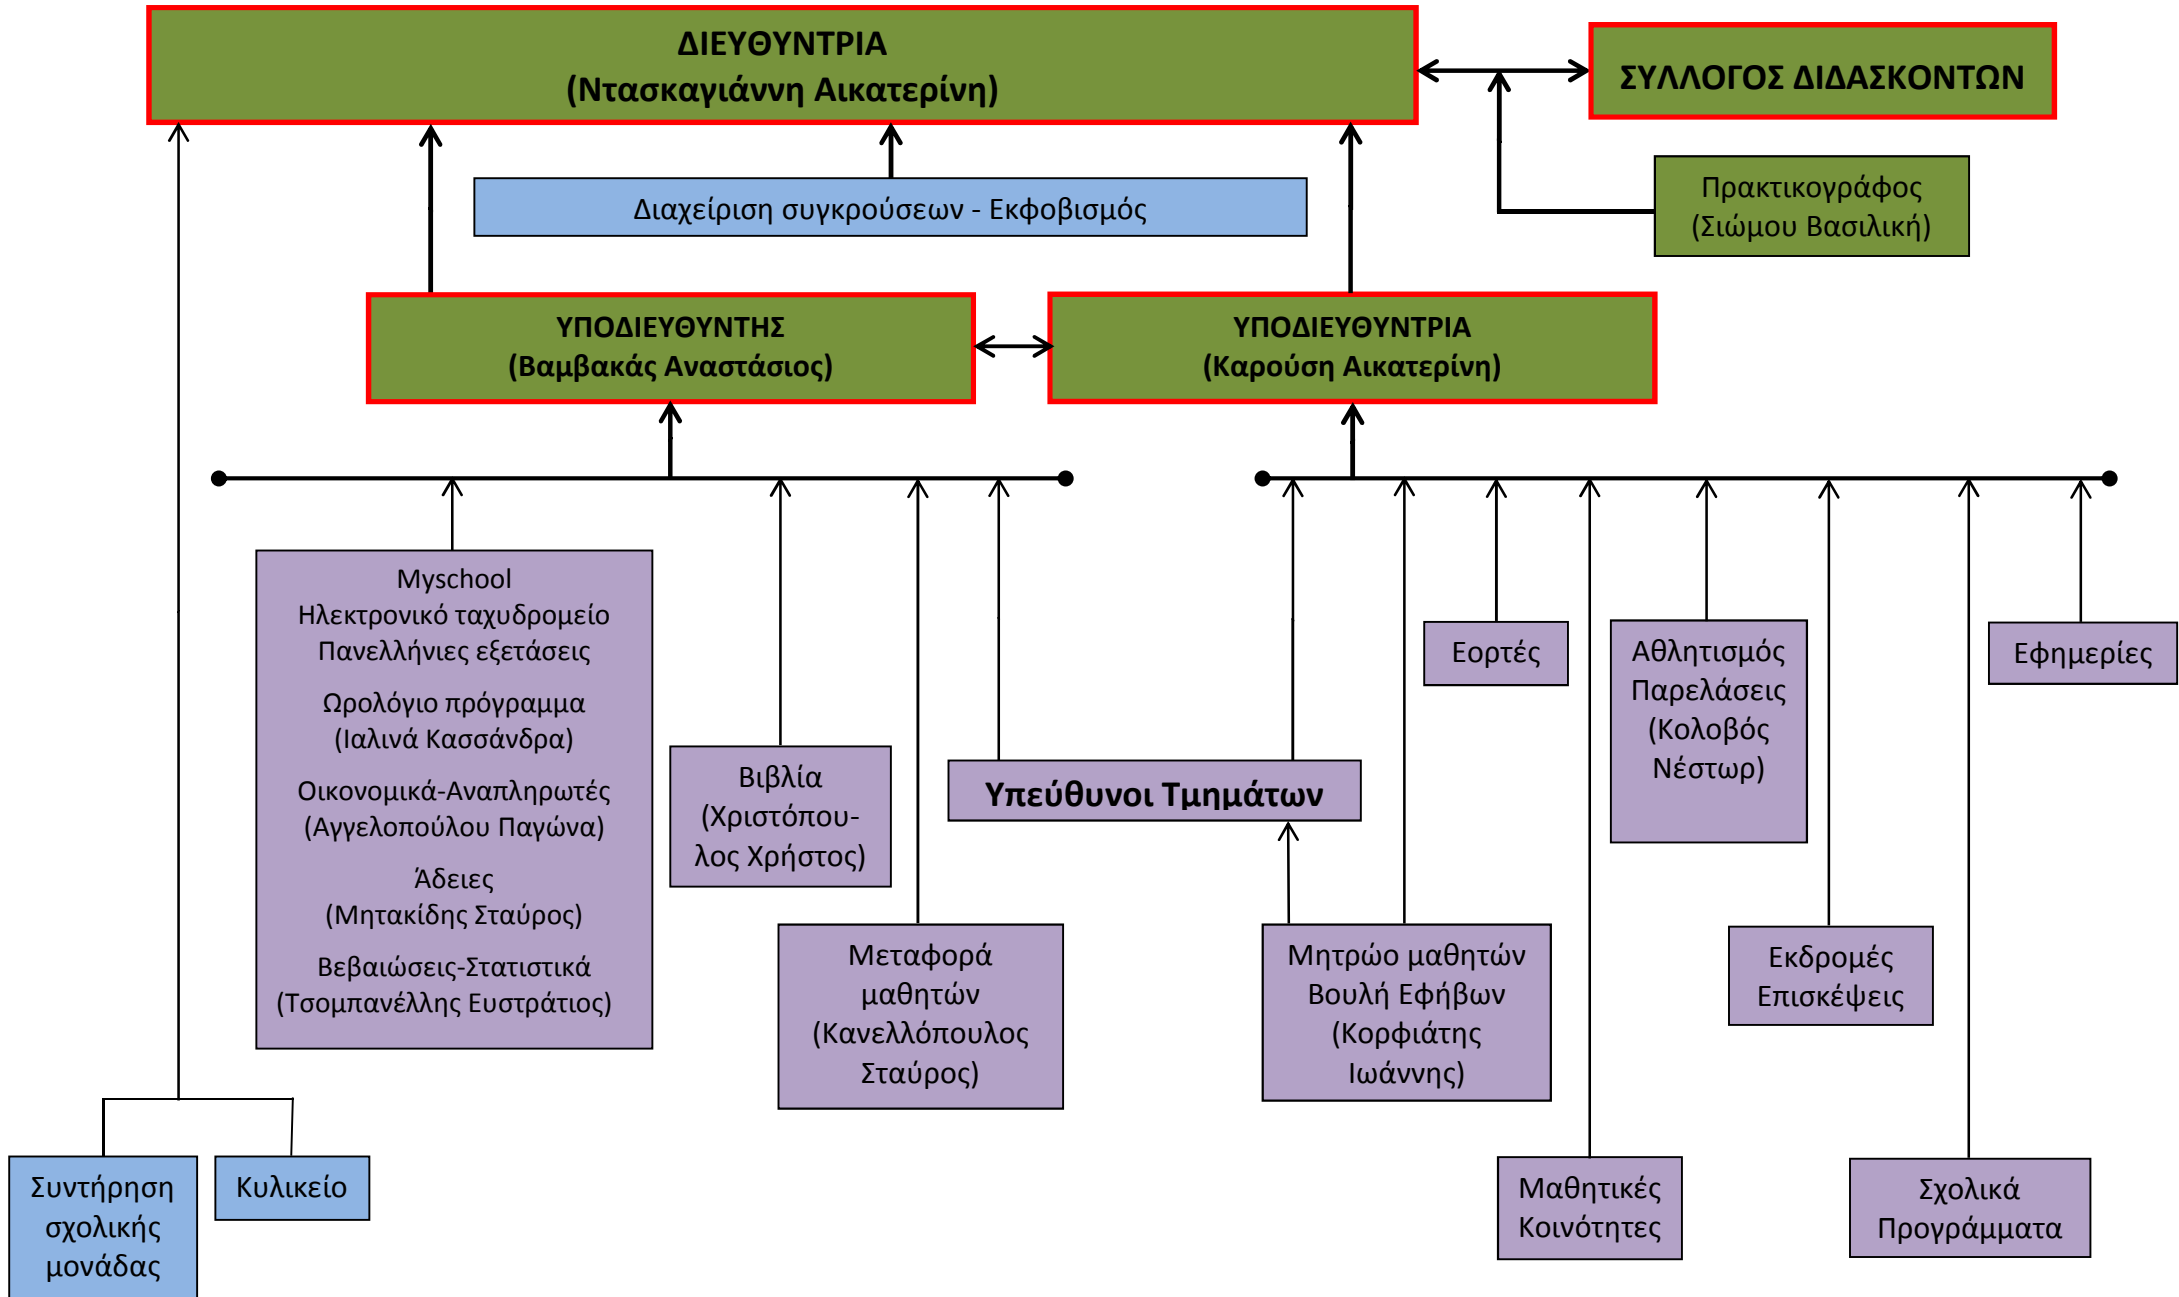 ΔΙΕΥΘΥΝΤΡΙΑ
(Ντασκαγιάννη Αικατερίνη)
ΣΥΛΛΟΓΟΣ ΔΙΔΑΣΚΟΝΤΩΝ
Διαχείριση συγκρούσεων - Εκφοβισμός
Πρακτικογράφος
(Σιώμου Βασιλική)
ΥΠΟΔΙΕΥΘΥΝΤΗΣ
(Βαμβακάς Αναστάσιος)
ΥΠΟΔΙΕΥΘΥΝΤΡΙΑ
(Καρούση Αικατερίνη)
Myschool
Ηλεκτρονικό ταχυδρομείο
Πανελλήνιες εξετάσεις
Ωρολόγιο πρόγραμμα
(Ιαλινά Κασσάνδρα)
Οικονομικά-Αναπληρωτές
(Αγγελοπούλου Παγώνα)
Άδειες
(Μητακίδης Σταύρος)
Βεβαιώσεις-Στατιστικά
(Τσομπανέλλης Ευστράτιος)
Βιβλία
(Χριστόπου-
λος Χρήστος)
Μεταφορά
μαθητών
(Κανελλόπουλος
Σταύρος)
Υπεύθυνοι Τμημάτων
Μητρώο μαθητών
Βουλή Εφήβων
(Κορφιάτης
Ιωάννης)
Εορτές
Αθλητισμός
Παρελάσεις
(Κολοβός
Νέστωρ)
Εφημερίες
Εκδρομές
Επισκέψεις
Μαθητικές
Κοινότητες
Σχολικά
Προγράμματα
Συντήρηση
σχολικής
μονάδας
Κυλικείο